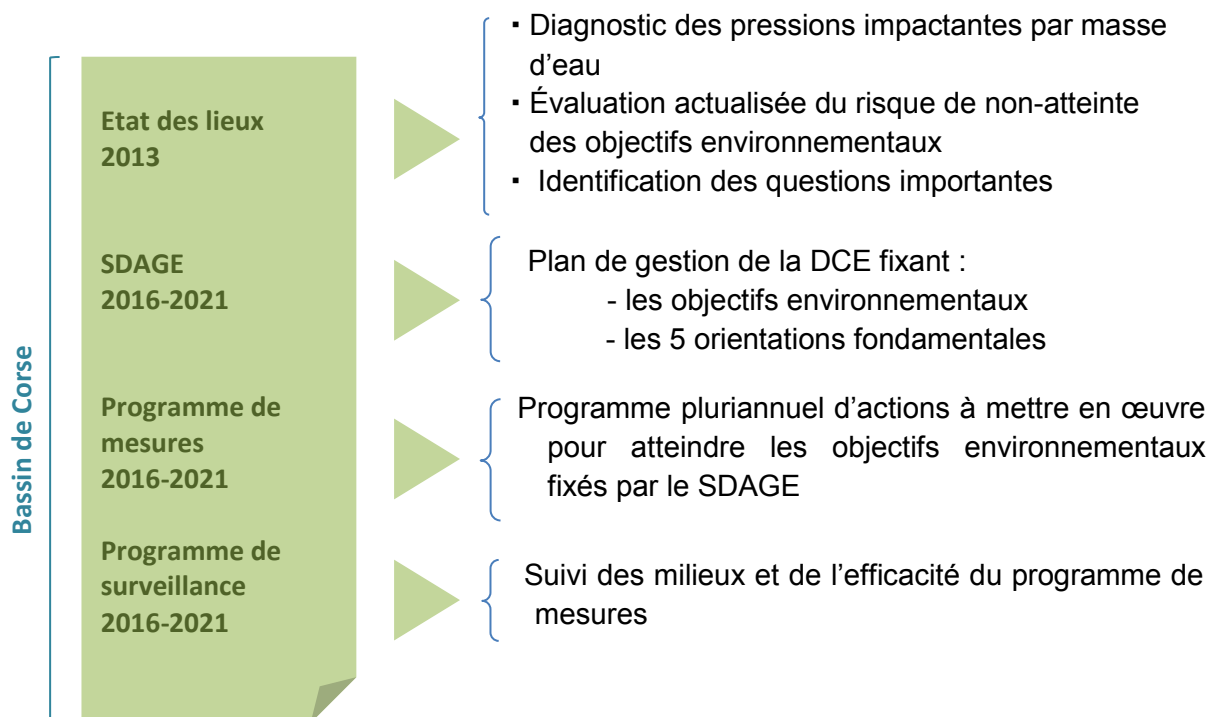 Bassin de Corse
Etat des lieux
2013
▪ Diagnostic des pressions impactantes par masse
d’eau
▪ Évaluation actualisée du risque de non-atteinte
des objectifs environnementaux
▪ Identification des questions importantes
SDAGE
2016-2021
Plan de gestion de la DCE fixant :
- les objectifs environnementaux
- les 5 orientations fondamentales
Programme de
mesures
2016-2021
Programme pluriannuel d’actions à mettre en œuvre
pour atteindre les objectifs environnementaux
fixés par le SDAGE
Programme de
surveillance
2016-2021
Suivi des milieux et de l’efficacité du programme de
mesures